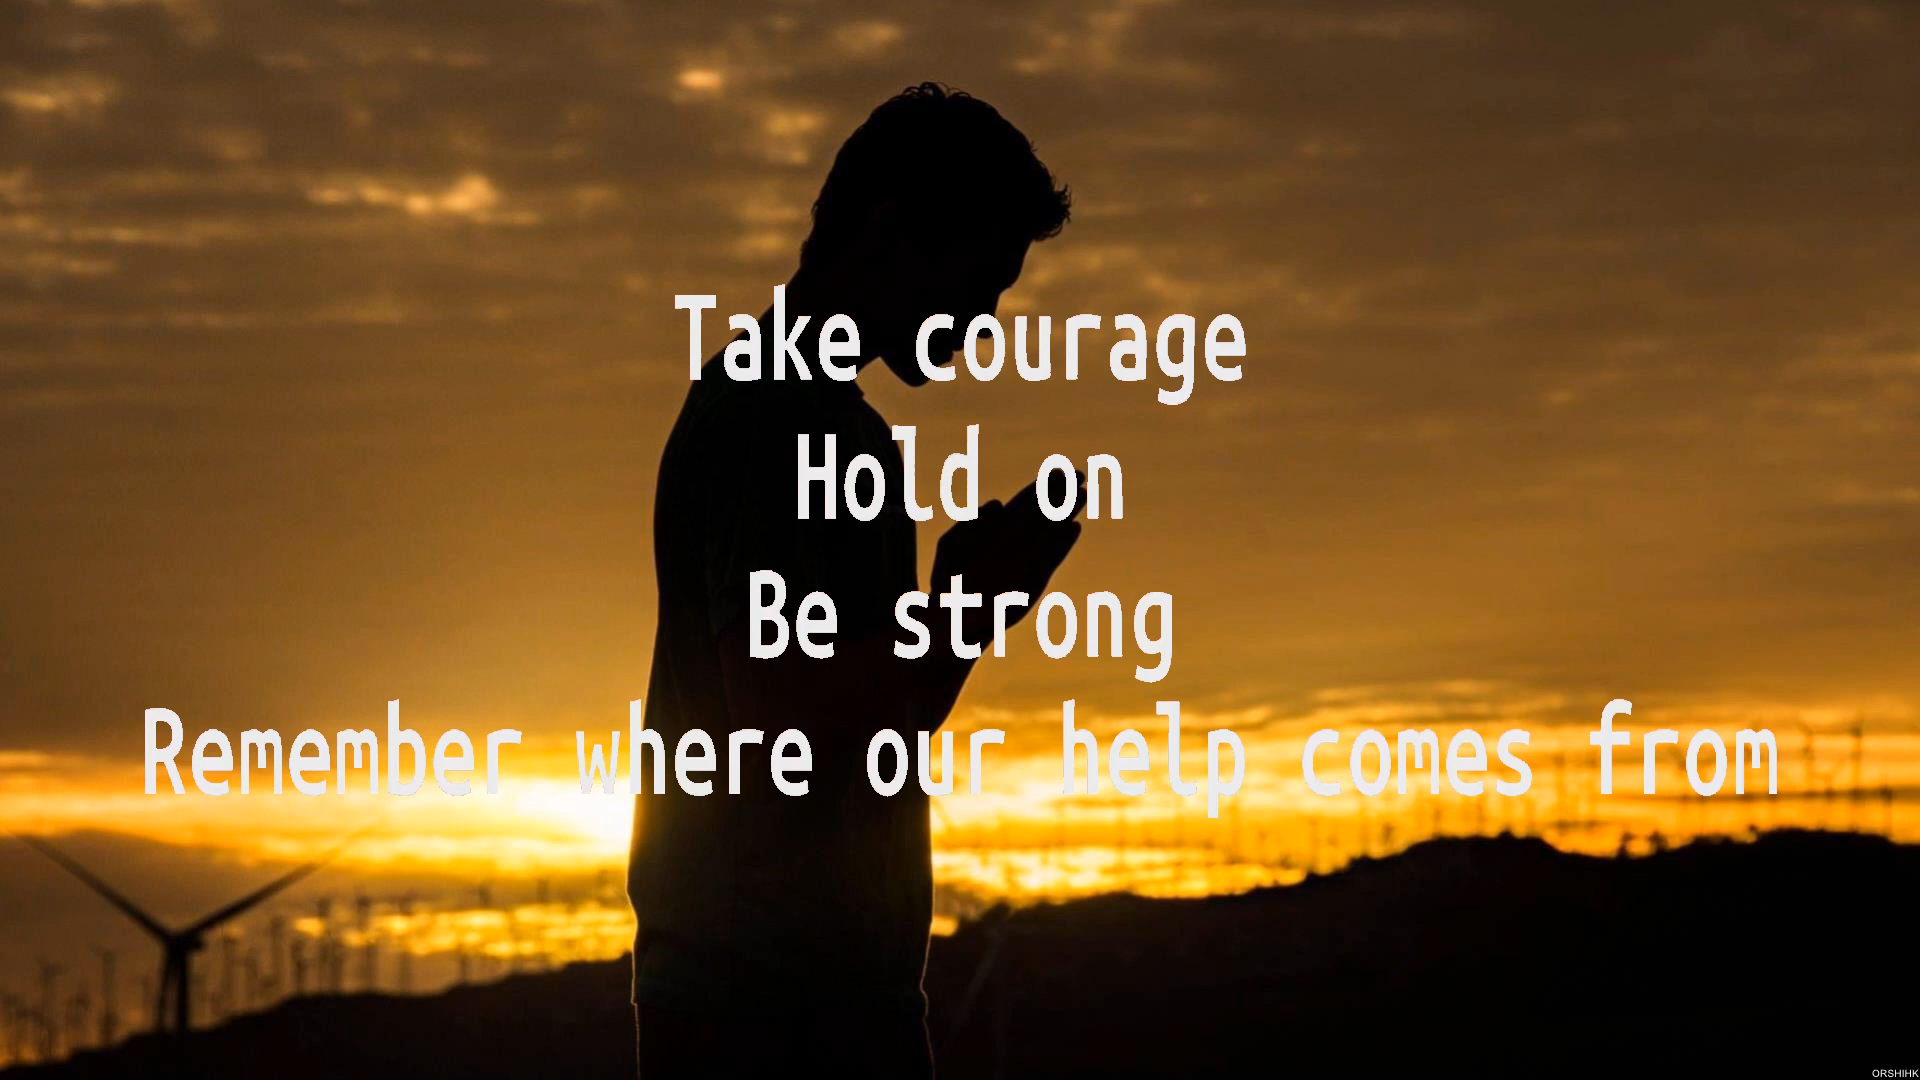 Take courage
Hold on
Be strong
Remember where our help comes from
ORSHIHK